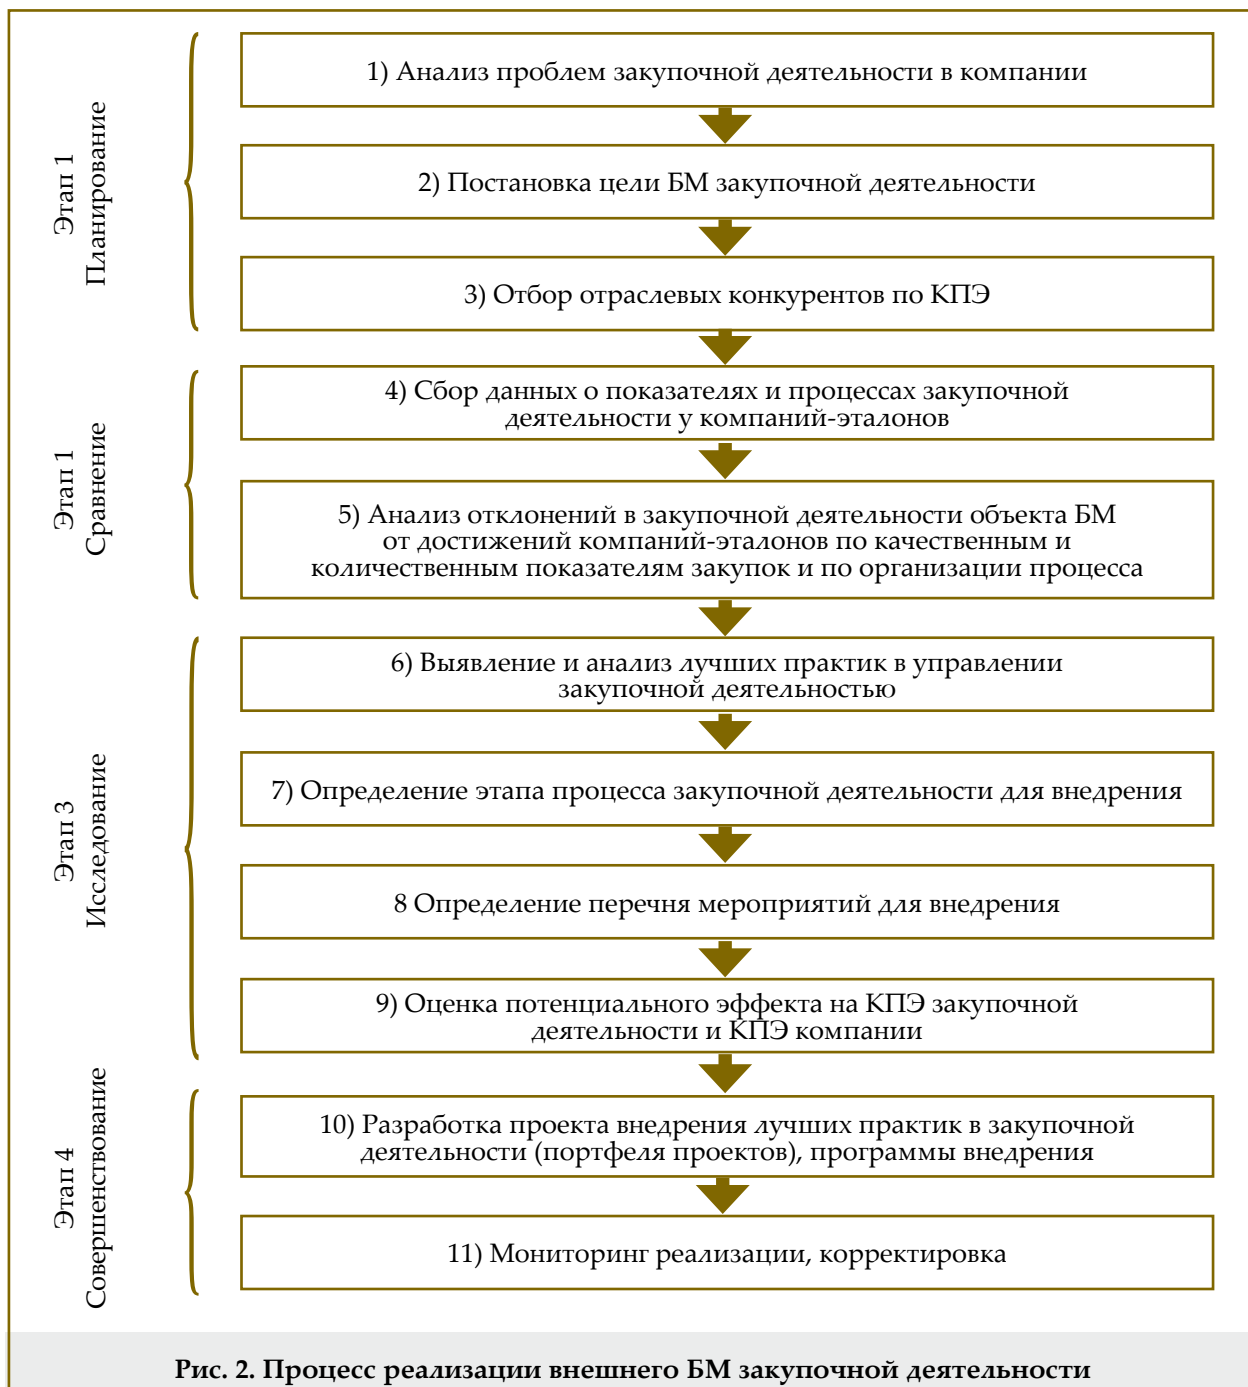 Этап 1
Планирование
1) Анализ проблем закупочной деятельности в компании
2) Постановка цели БМ закупочной деятельности
3) Отбор отраслевых конкурентов по КПЭ
Этап 1
Сравнение
4) Сбор данных о показателях и процессах закупочной
деятельности у компаний-эталонов
5) Анализ отклонений в закупочной деятельности объекта БМ
от достижений компаний-эталонов по качественным и
количественным показателям закупок и по организации процесса
Этап 3
Исследование
6) Выявление и анализ лучших практик в управлении
закупочной деятельностью
7) Определение этапа процесса закупочной деятельности для внедрения
8 Определение перечня мероприятий для внедрения
9) Оценка потенциального эффекта на КПЭ закупочной
деятельности и КПЭ компании
Этап 4
Совершенствование
10) Разработка проекта внедрения лучших практик в закупочной
деятельности (портфеля проектов), программы внедрения
11) Мониторинг реализации, корректировка
Рис. 2. Процесс реализации внешнего БМ закупочной деятельности